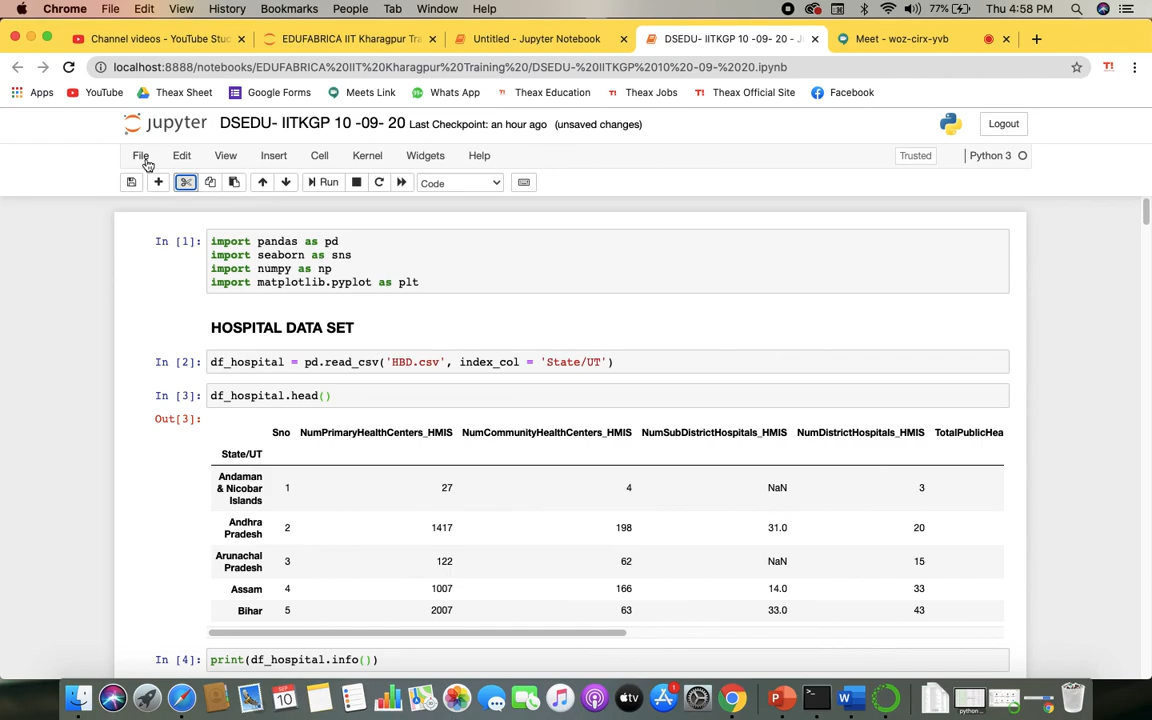 Chrome File Edit View History Bookmarks People Tab Window Help 77% Thu 4:58 PM
Channel videos - YouTube Stu
EDUFABRICA IIT Kharagpur Tra
Untitled - Jupyter Notebook
DSEDU- IITKGP 10 -09- 20 - J
Meet - woz-cirx-yvb
localhost:8888/notebooks/EDUFABRICA%20IIT%20Kharagpur%20Training%20/DSEDU-%20IITKGP%2010%20-09-%2020.ipynb T!
Apps YouTube Theax Sheet Google Forms Meets Link Whats App Theax Education T! Theax Jobs T! Theax Official Site Facebook
jupyter DSEDU- IITKGP 10 -09- 20 Last Checkpoint: an hour ago (unsaved changes) Logout
File Edit View Insert Cell Kernel Widgets Help Trusted Python 3
Run Code
In [1]: import pandas as pd
import seaborn as sns
import numpy as np
import matplotlib.pyplot as plt
HOSPITAL DATA SET
In [2]: df_hospital = pd.read_csv('HBD.csv', index_col = 'State/UT')
In [3]: df_hospital.head()
Out[3]:
Sno NumPrimaryHealthCenters_HMIS NumCommunityHealthCenters_HMIS NumSubDistrictHospitals_HMIS NumDistrictHospitals_HMIS TotalPublicHea
State/UT
Andaman & Nicobar Islands 1 27 4 NaN 3
Andhra Pradesh 2 1417 198 31.0 20
Arunachal Pradesh 3 122 62 NaN 15
Assam 4 1007 166 14.0 33
Bihar 5 2007 63 33.0 43
In [4]: print(df_hospital.info())